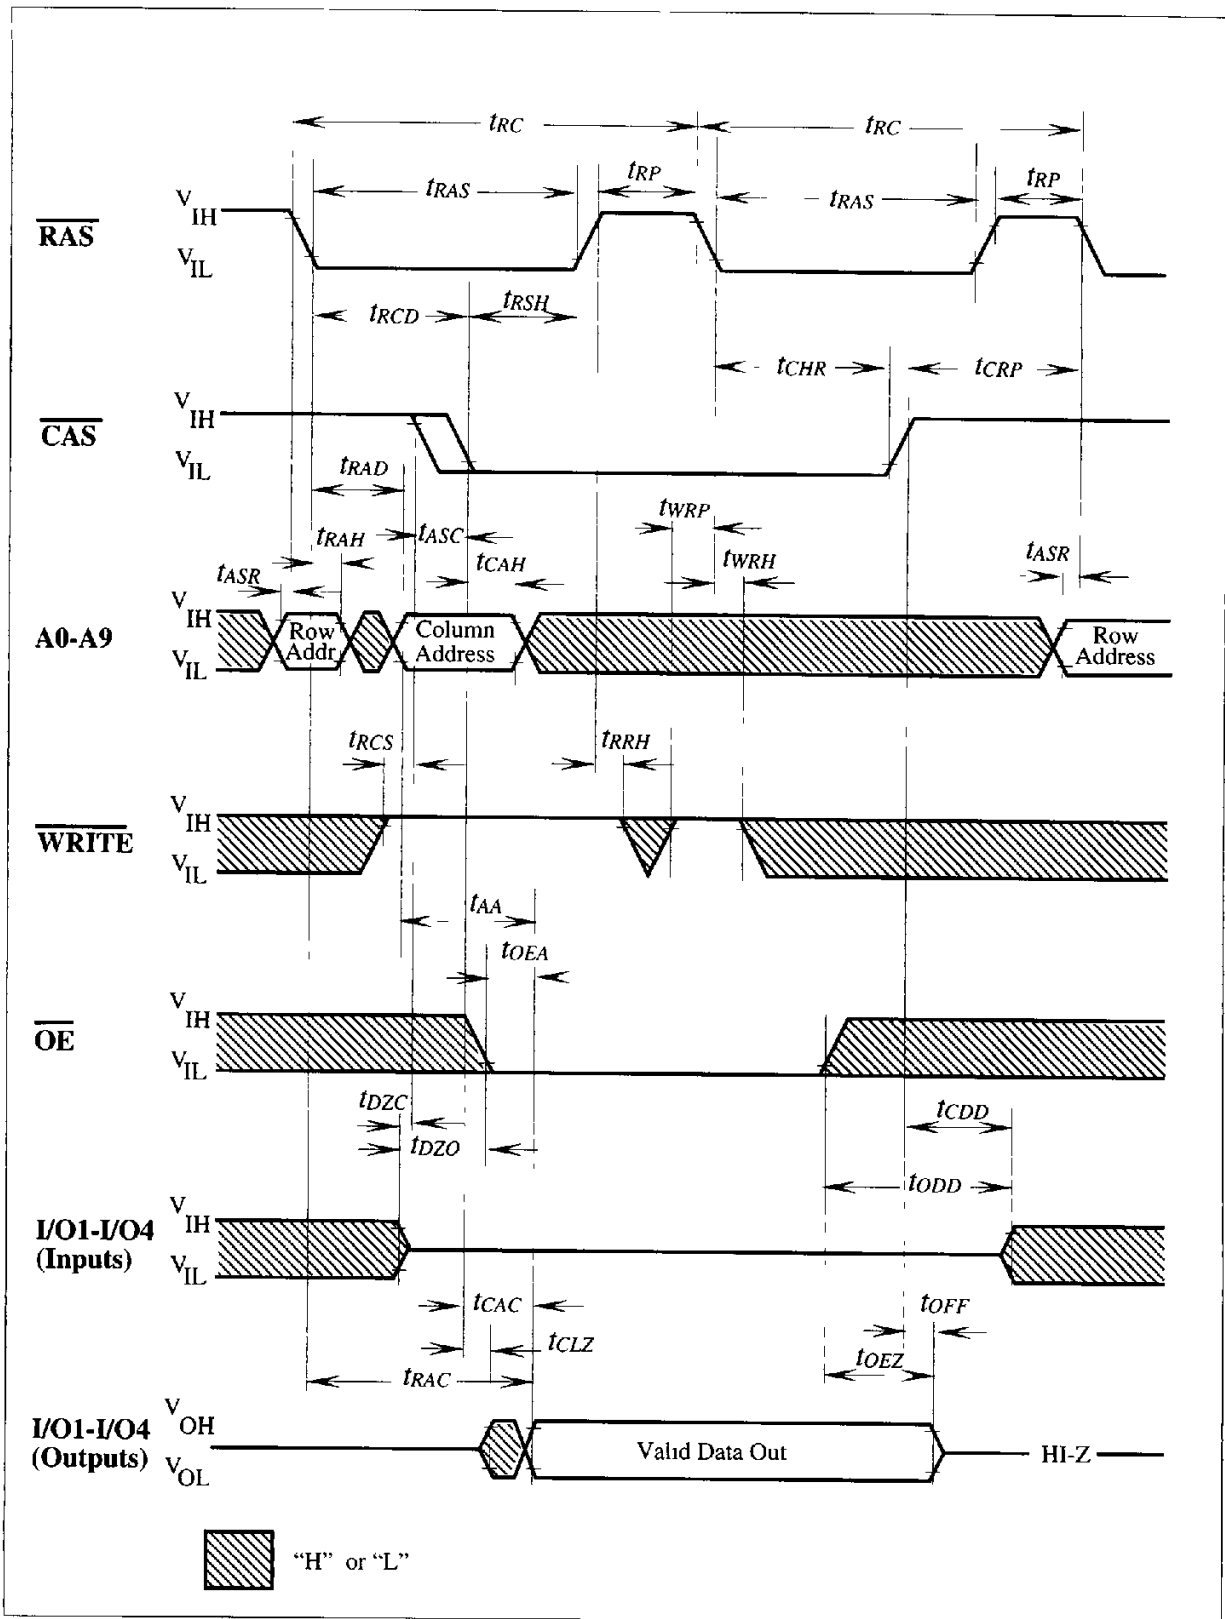 tRC tRC
tRAS tRP tRAS tRP
RAS VIH
VIL
tRCD tRSH
tCHR tCRP
CAS VIH
VIL
tRAD
tWRP
tRAH tASC
tCAH tWRH tASR
tASR
A0-A9 VIH
VIL
Row Addr
Column Address
Row Address
tRCS tRRH
WRITE VIH
VIL
tAA
tOEA
OE VIH
VIL
tDZC tCDD
tDZO
tODD
I/O1-I/O4 (Inputs) VIH
VIL
tCAC tOFF
tCLZ
tOEZ
tRAC
I/O1-I/O4 (Outputs) VOH
VOL
Valid Data Out
HI-Z
“H” or “L”